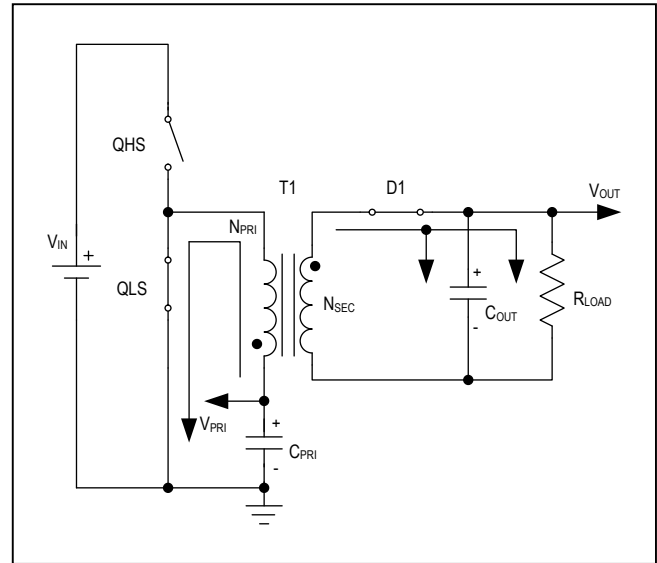 QHS
T1
D1
VOUT
NPRI
VIN
+
QLS
NSEC
+
COUT
-
RLOAD
VPRI
+
CPRI
-